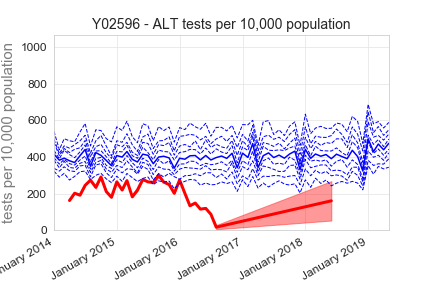 Y02596 - ALT tests per 10,000 population
tests per 10,000 population
1000
800
600
400
200
0
nuary 2014
January 2015
January 2016
January 2017
January 2018
January 2019